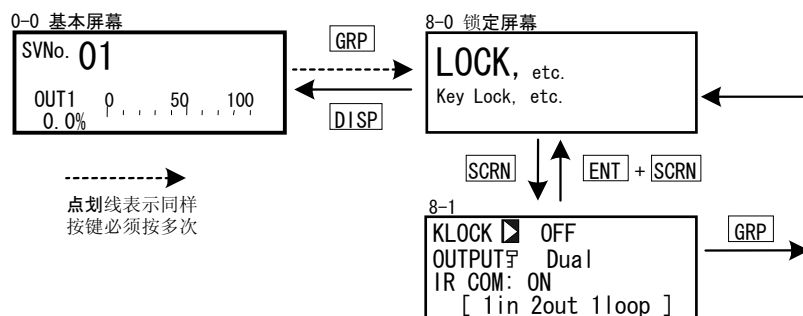 0-0 基本屏幕
SVNo. 01
OUT1 0 50 100
0.0%
GRP
DISP
点划线表示同样
按键必须按多次
8-0 锁定屏幕
LOCK, etc.
Key Lock, etc.
SCRN
ENT + SCRN
8-1
KLOCK OFF
OUTPUT Dual
IR COM: ON
[ 1in 2out 1loop ]
GRP